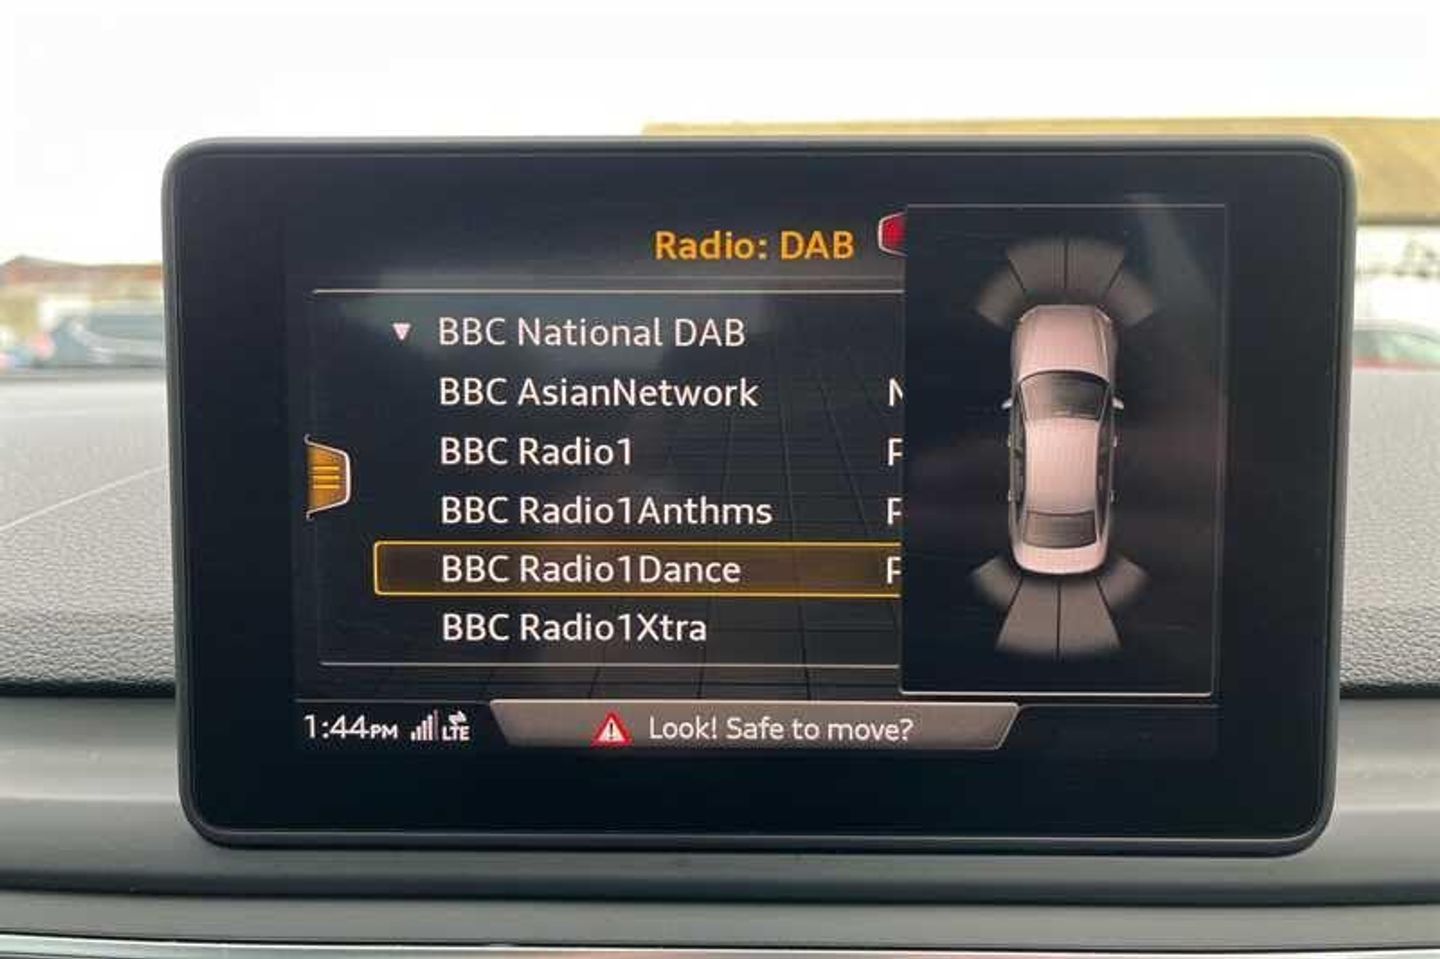 Radio: DAB
BBC National DAB
BBC AsianNetwork
BBC Radio1
BBC Radio1Anthms
BBC Radio1Dance
BBC Radio1Xtra
1:44PM LTE Look! Safe to move?